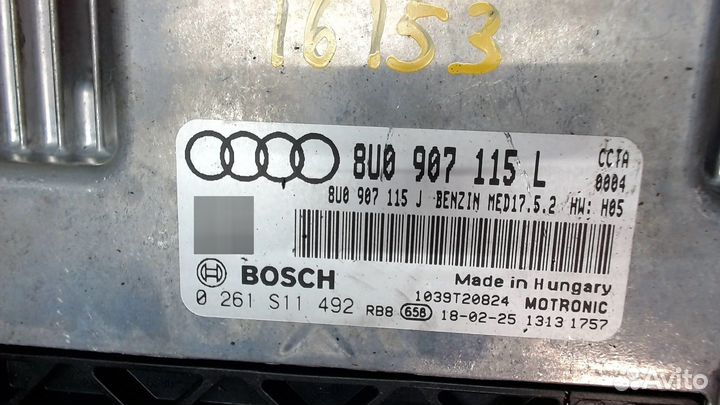 16153
8U0 907 115 L
CCTA
0004
8U0 907 115 J BENZIN MED17.5.2 HW: H05
BOSCH
Made in Hungary
0 261 S11 492
1039T20824 MOTRONIC
RB8 658 18-02-25 1313 1757
Avito